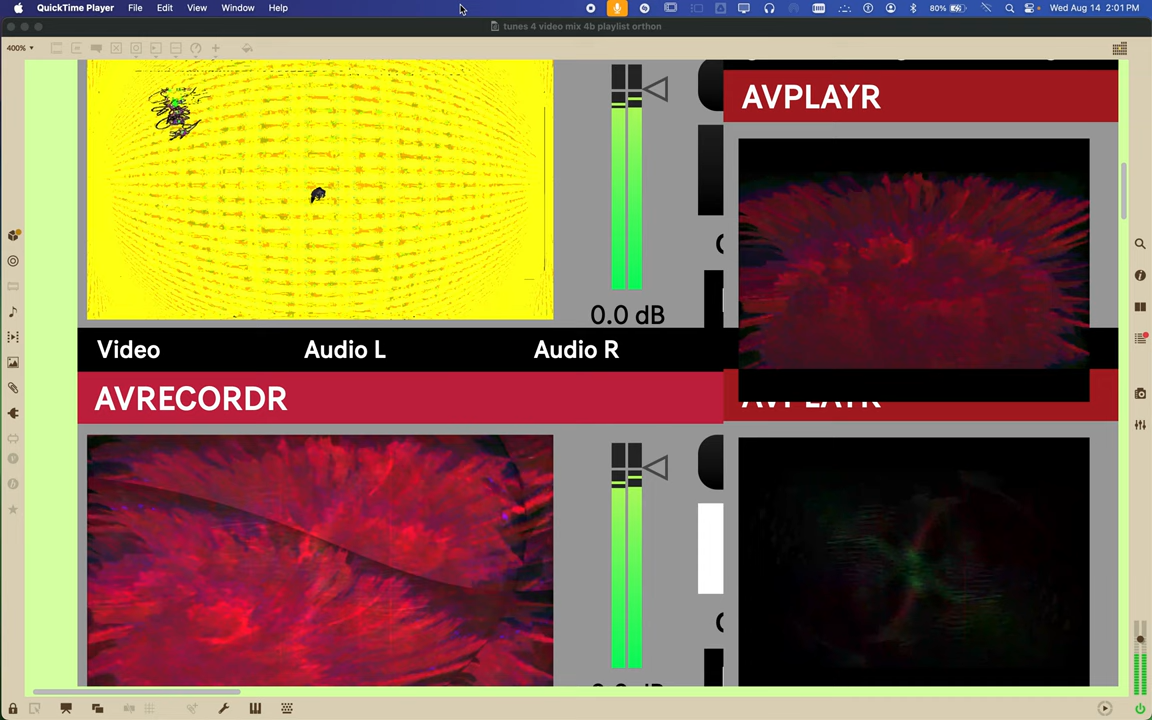 QuickTime Player File Edit View Window Help 80% Wed Aug 14 2:01 PM
tunes 4 video mix 4b playlist orthon
400%
AVPLAYR
0.0 dB
Video Audio L Audio R
AVRECORDR
AVPLAYR